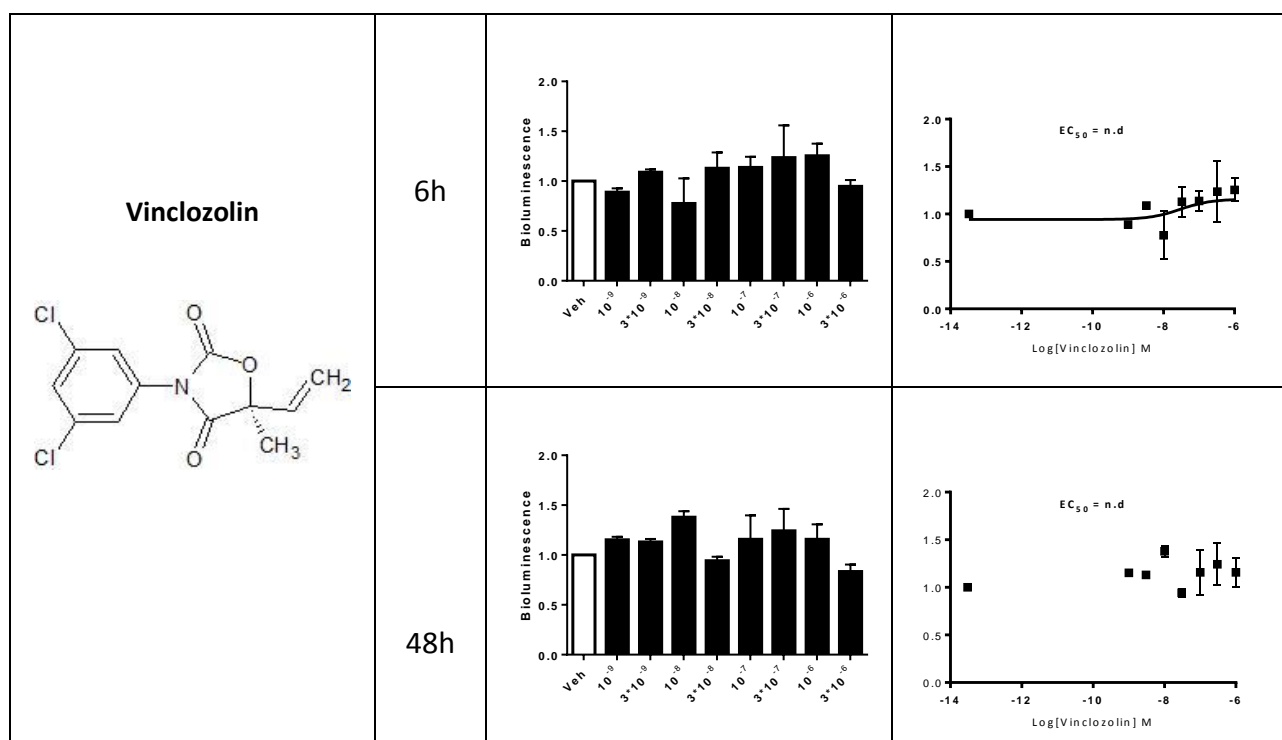 Vinclozolin
Cl
O
O
N
CH2
CH3
O
Cl
6h
2.0
1.5
1.0
0.5
0.0
Bioluminescence
Veh 10-9 3*10-9 10-8 3*10-8 10-7 3*10-7 10-6 3*10-6
EC50 = n.d
2.0
1.5
1.0
0.5
0.0
-14 -12 -10 -8 -6
Log[Vinclozolin] M
48h
2.0
1.5
1.0
0.5
0.0
Bioluminescence
Veh 10-9 3*10-9 10-8 3*10-8 10-7 3*10-7 10-6 3*10-6
EC50 = n.d
2.0
1.5
1.0
0.5
0.0
-14 -12 -10 -8 -6
Log[Vinclozolin] M